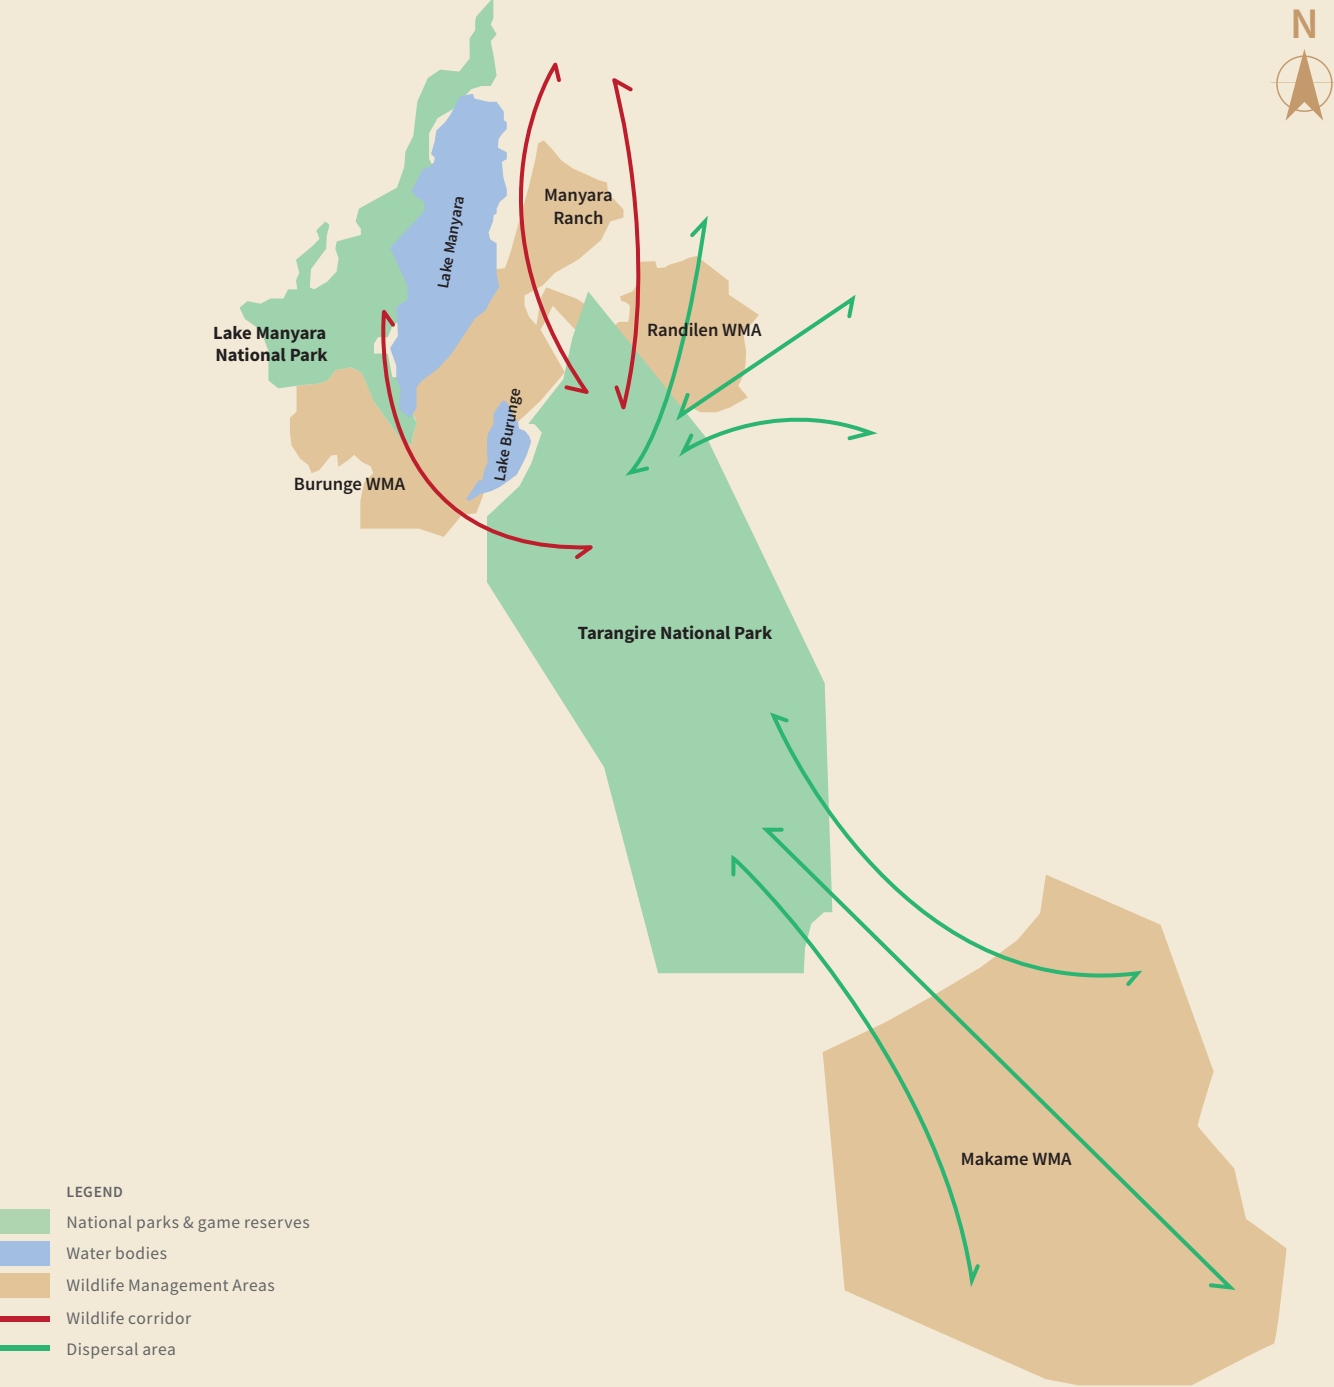 N
Manyara
Ranch
Lake Manyara
Randilen WMA
Lake Manyara
National Park
Lake Burunge
Burunge WMA
Tarangire National Park
Makame WMA
LEGEND
National parks & game reserves
Water bodies
Wildlife Management Areas
Wildlife corridor
Dispersal area